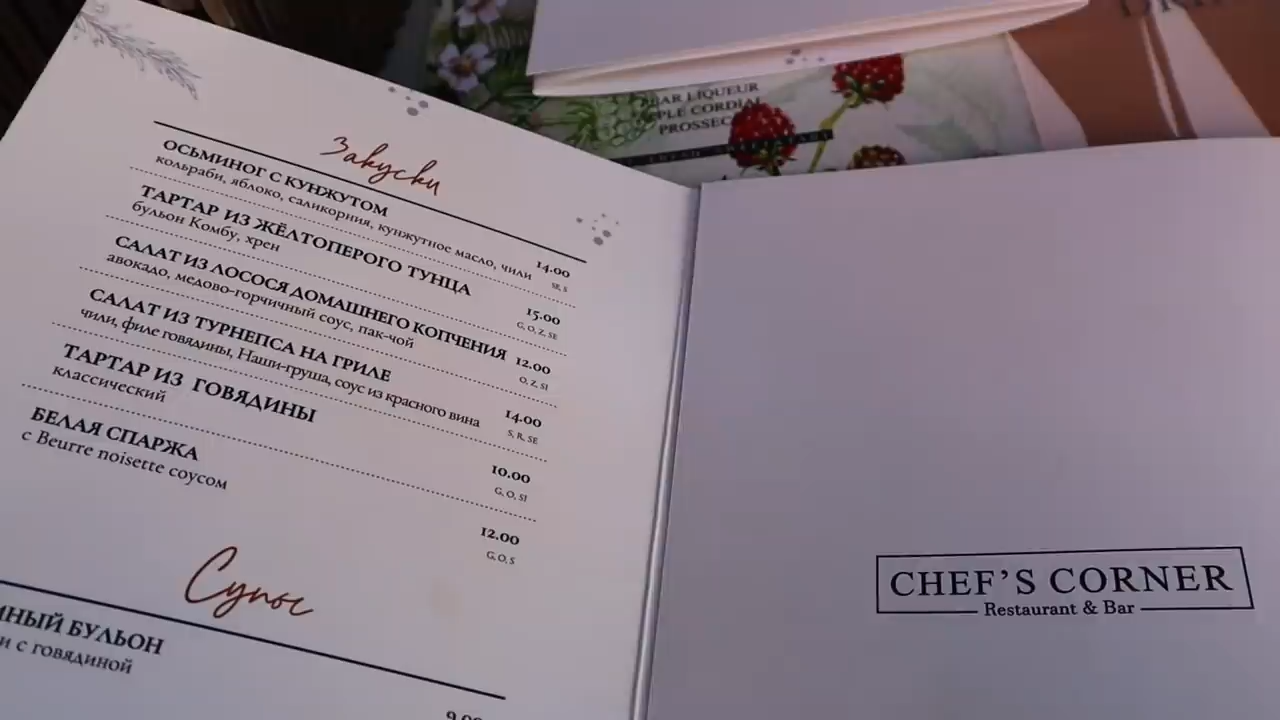 Закуски
ОСЬМИНОГ С КУНЖУТОМ
кольраби, яблоко, саликорния, кунжутное масло, чили
14.00
SE, S
ТАРТАР ИЗ ЖЁЛТОПЕРОГО ТУНЦА
бульон Комбу, хрен
15.00
G, O, Z, SE
САЛАТ ИЗ ЛОСОСЯ ДОМАШНЕГО КОПЧЕНИЯ
авокадо, медово-горчичный соус, пак-чой
12.00
O, Z, SI
САЛАТ ИЗ ТУРНЕПСА НА ГРИЛЕ
чили, филе говядины, Наши-груша, соус из красного вина
14.00
S, R, SE
ТАРТАР ИЗ ГОВЯДИНЫ
классический
10.00
G, O, SI
БЕЛАЯ СПАРЖА
с Beurre noisette соусом
12.00
G, O, S
Супы
БУЛЬОН
и с говядиной
9.00
LIQUEUR
CORDIAL
CHEF'S CORNER
Restaurant & Bar